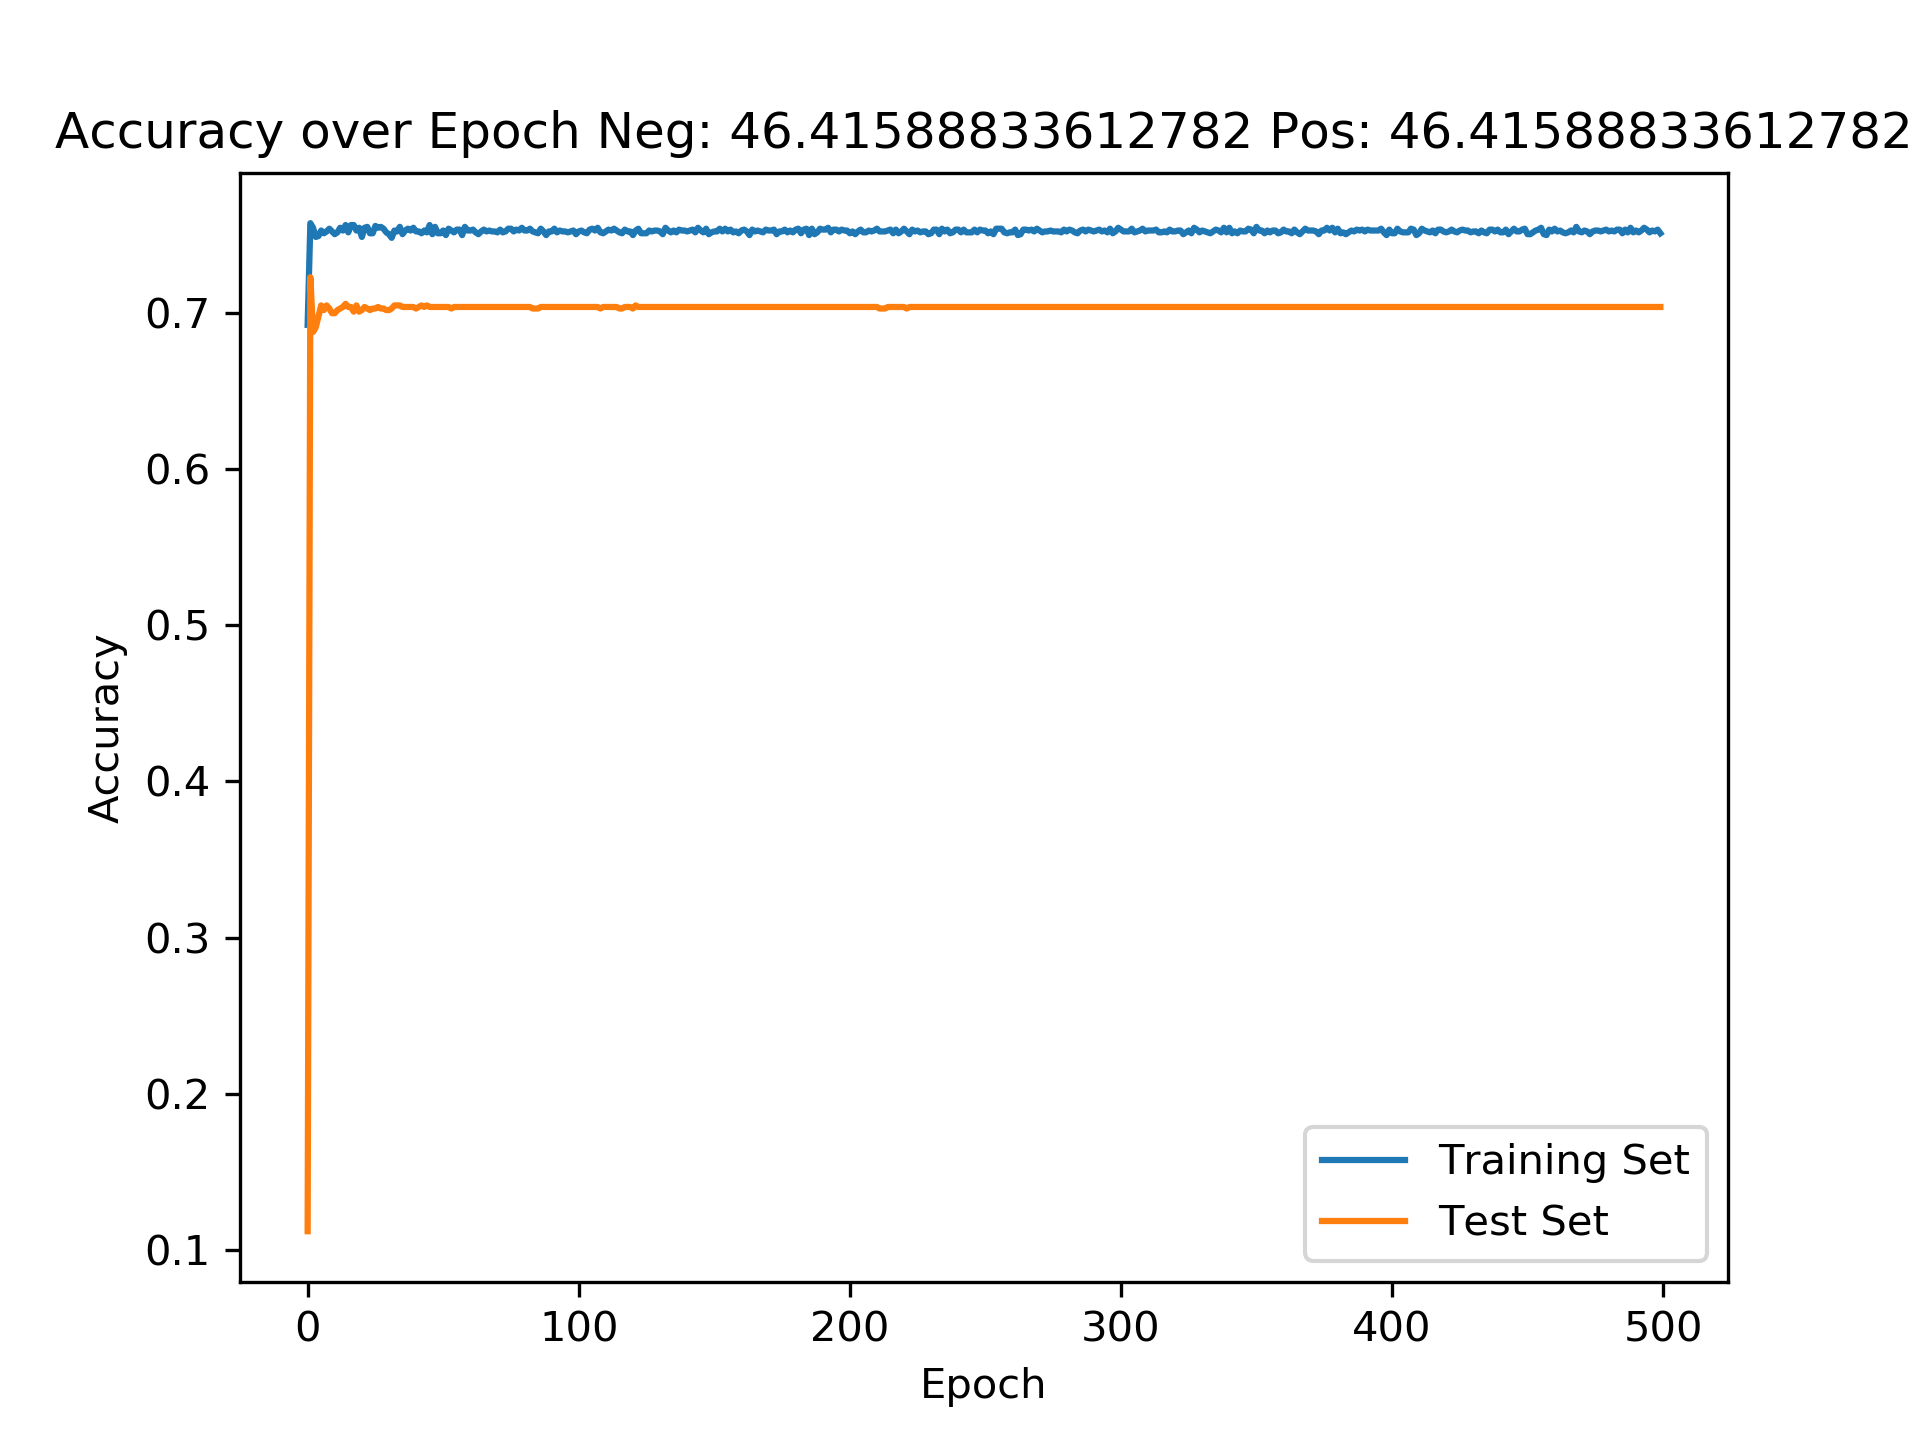 Accuracy over Epoch Neg: 46.41588833612782 Pos: 46.41588833612782
Accuracy
0.7
0.6
0.5
0.4
0.3
0.2
0.1
Training Set
Test Set
0 100 200 300 400 500
Epoch